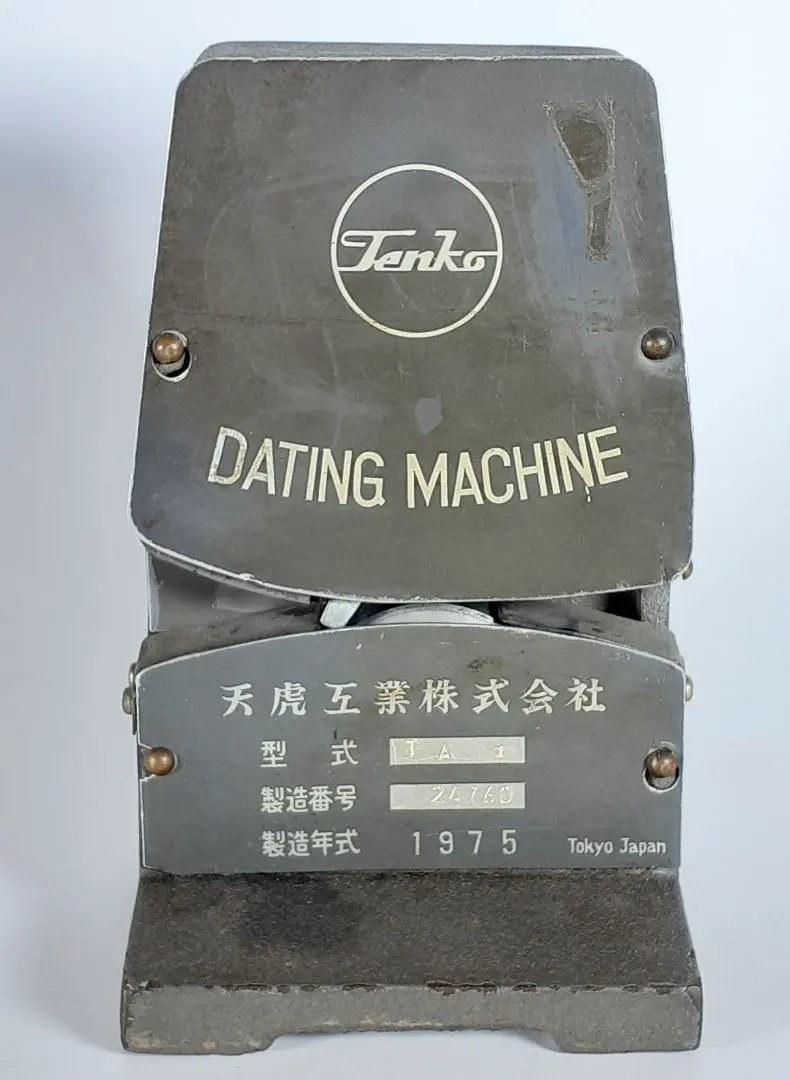 Tenko
DATING MACHINE
天虎工業株式会社
型 式
製造番号 24760
製造年式 1975 Tokyo Japan